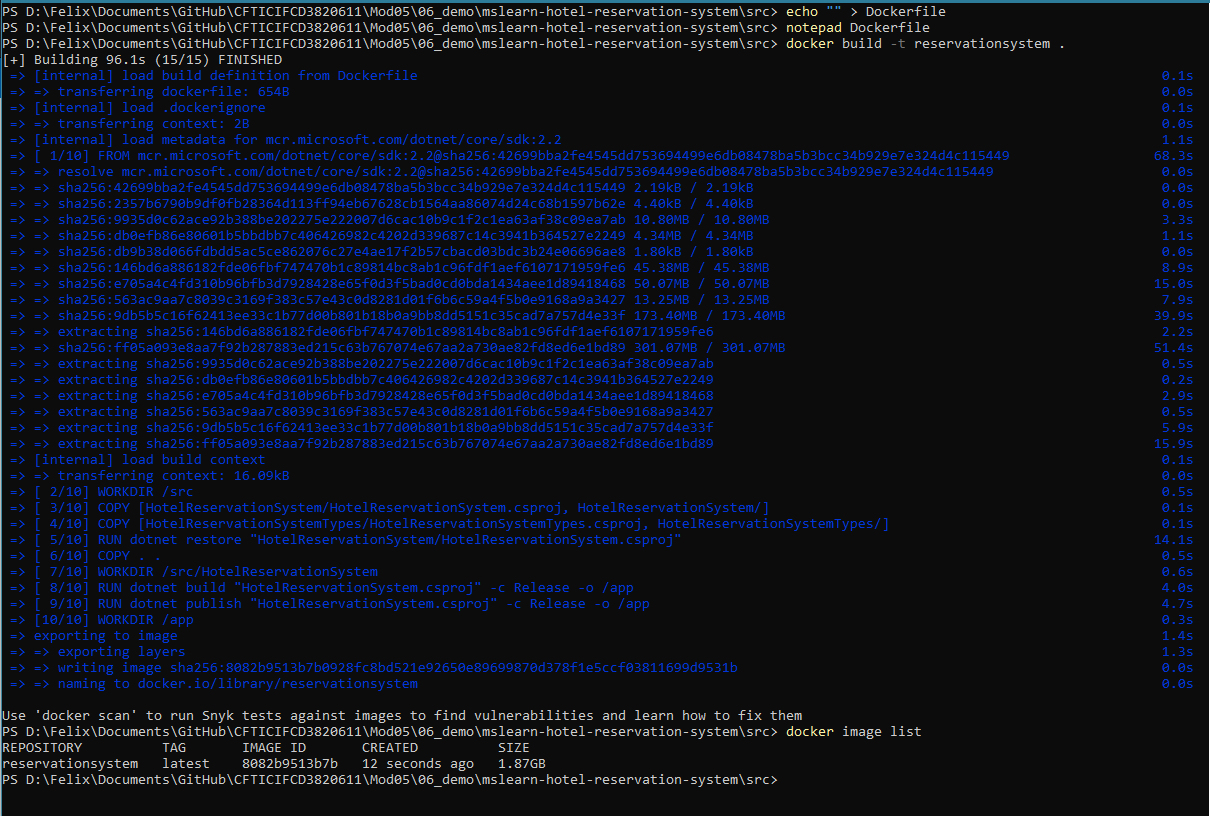 PS D:\Felix\Documents\GitHub\CFTICIFCD3820611\Mod05\06_demo\mslearn-hotel-reservation-system\src> echo "" > Dockerfile
PS D:\Felix\Documents\GitHub\CFTICIFCD3820611\Mod05\06_demo\mslearn-hotel-reservation-system\src> notepad Dockerfile
PS D:\Felix\Documents\GitHub\CFTICIFCD3820611\Mod05\06_demo\mslearn-hotel-reservation-system\src> docker build -t reservationsystem .
[+] Building 96.1s (15/15) FINISHED
=> [internal] load build definition from Dockerfile 0.1s
=> => transferring dockerfile: 654B 0.0s
=> [internal] load .dockerignore 0.1s
=> => transferring context: 2B 0.0s
=> [internal] load metadata for mcr.microsoft.com/dotnet/core/sdk:2.2 1.1s
=> [ 1/10] FROM mcr.microsoft.com/dotnet/core/sdk:2.2@sha256:42699bba2fe4545dd753694499e6db08478ba5b3bcc34b929e7e324d4c115449 68.3s
=> => resolve mcr.microsoft.com/dotnet/core/sdk:2.2@sha256:42699bba2fe4545dd753694499e6db08478ba5b3bcc34b929e7e324d4c115449 0.0s
=> => sha256:42699bba2fe4545dd753694499e6db08478ba5b3bcc34b929e7e324d4c115449 2.19kB / 2.19kB 0.0s
=> => sha256:2357b6790b9df0fb28364d113ff94eb67628cb1564aa86074d24c68b1597b62e 4.40kB / 4.40kB 0.0s
=> => sha256:9935d0c62ace92b388be202275e222007d6cac10b9c1f2c1ea63af38c09ea7ab 10.80MB / 10.80MB 3.3s
=> => sha256:db0efb86e80601b5bbdbb7c406426982c4202d339687c14c3941b364527e2249 4.34MB / 4.34MB 1.1s
=> => sha256:db9b38d066fdbdd5ac5ce862076c27e4ae17f2b57cbacd03bdc3b24e06696ae8 1.80kB / 1.80kB 0.0s
=> => sha256:146bd6a886182fde06fbf747470b1c89814bc8ab1c96fdf1aef6107171959fe6 45.38MB / 45.38MB 8.9s
=> => sha256:e705a4c4fd310b96bfb3d7928428e65f0d3f5bad0cd0bda1434aee1d89418468 50.07MB / 50.07MB 15.0s
=> => sha256:563ac9aa7c8039c3169f383c57e43c0d8281d01f6b6c59a4f5b0e9168a9a3427 13.25MB / 13.25MB 7.9s
=> => sha256:9db5b5c16f62413ee33c1b77d00b801b18b0a9bb8dd5151c35cad7a757d4e33f 173.40MB / 173.40MB 39.9s
=> => extracting sha256:146bd6a886182fde06fbf747470b1c89814bc8ab1c96fdf1aef6107171959fe6 2.2s
=> => sha256:ff05a093e8aa7f92b287883ed215c63b767074e67aa2a730ae82fd8ed6e1bd89 301.07MB / 301.07MB 51.4s
=> => extracting sha256:9935d0c62ace92b388be202275e222007d6cac10b9c1f2c1ea63af38c09ea7ab 0.5s
=> => extracting sha256:db0efb86e80601b5bbdbb7c406426982c4202d339687c14c3941b364527e2249 0.2s
=> => extracting sha256:e705a4c4fd310b96bfb3d7928428e65f0d3f5bad0cd0bda1434aee1d89418468 2.9s
=> => extracting sha256:563ac9aa7c8039c3169f383c57e43c0d8281d01f6b6c59a4f5b0e9168a9a3427 0.5s
=> => extracting sha256:9db5b5c16f62413ee33c1b77d00b801b18b0a9bb8dd5151c35cad7a757d4e33f 5.9s
=> => extracting sha256:ff05a093e8aa7f92b287883ed215c63b767074e67aa2a730ae82fd8ed6e1bd89 15.9s
=> [internal] load build context 0.1s
=> => transferring context: 16.09kB 0.0s
=> [ 2/10] WORKDIR /src 0.5s
=> [ 3/10] COPY [HotelReservationSystem/HotelReservationSystem.csproj, HotelReservationSystem/] 0.1s
=> [ 4/10] COPY [HotelReservationSystemTypes/HotelReservationSystemTypes.csproj, HotelReservationSystemTypes/] 0.1s
=> [ 5/10] RUN dotnet restore "HotelReservationSystem/HotelReservationSystem.csproj" 14.1s
=> [ 6/10] COPY . . 0.5s
=> [ 7/10] WORKDIR /src/HotelReservationSystem 0.6s
=> [ 8/10] RUN dotnet build "HotelReservationSystem.csproj" -c Release -o /app 4.0s
=> [ 9/10] RUN dotnet publish "HotelReservationSystem.csproj" -c Release -o /app 4.7s
=> [10/10] WORKDIR /app 0.3s
=> exporting to image 1.4s
=> => exporting layers 1.3s
=> => writing image sha256:8082b9513b7b0928fc8bd521e92650e89699870d378f1e5ccf03811699d9531b 0.0s
=> => naming to docker.io/library/reservationsystem 0.0s
Use 'docker scan' to run Snyk tests against images to find vulnerabilities and learn how to fix them
PS D:\Felix\Documents\GitHub\CFTICIFCD3820611\Mod05\06_demo\mslearn-hotel-reservation-system\src> docker image list
REPOSITORY TAG IMAGE ID CREATED SIZE
reservationsystem latest 8082b9513b7b 12 seconds ago 1.87GB
PS D:\Felix\Documents\GitHub\CFTICIFCD3820611\Mod05\06_demo\mslearn-hotel-reservation-system\src>